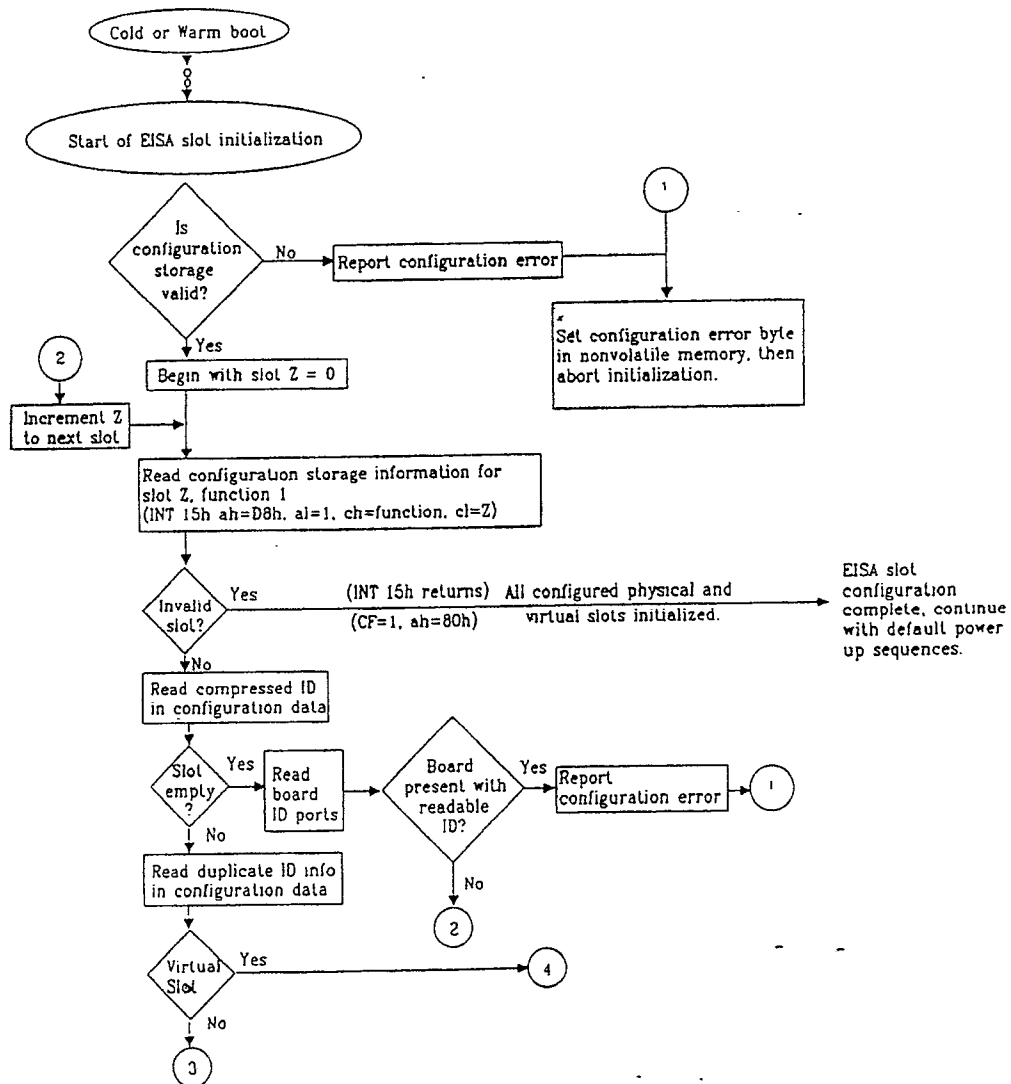 Cold or Warm boot
Start of EISA slot initialization
1
Is
configuration
storage
valid?
No
Report configuration error
*
Set configuration error byte
in nonvolatile memory, then
abort initialization.
Yes
2
Begin with slot Z = 0
Increment Z
to next slot
Read configuration storage information for
slot Z, function 1
(INT 15h ah=D8h, al=1, ch=function, cl=Z)
Invalid
slot?
Yes
(INT 15h returns) All configured physical and
(CF=1, ah=80h) virtual slots initialized.
EISA slot
configuration
complete, continue
with default power
up sequences.
No
Read compressed ID
in configuration data
Slot
empty
?
Yes
Read
board
ID ports
Board
present with
readable
ID?
Yes
Report
configuration error
1
No
No
2
Read duplicate ID info
in configuration data
Virtual
Slot
Yes
4
No
3